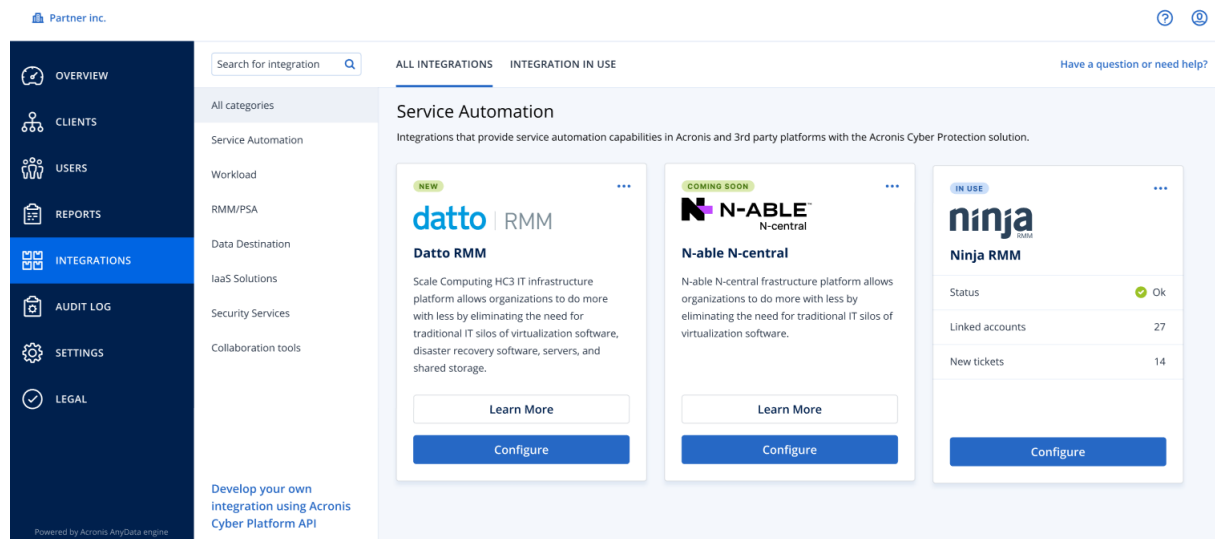 Partner inc.
OVERVIEW
CLIENTS
USERS
REPORTS
INTEGRATIONS
AUDIT LOG
SETTINGS
LEGAL
Powered by Acronis AnyData engine
Search for integration
All categories
Service Automation
Workload
RMM/PSA
Data Destination
IaaS Solutions
Security Services
Collaboration tools
Develop your own
integration using Acronis
Cyber Platform API
ALL INTEGRATIONS INTEGRATION IN USE
Have a question or need help?
Service Automation
Integrations that provide service automation capabilities in Acronis and 3rd party platforms with the Acronis Cyber Protection solution.
NEW
datto RMM
Datto RMM
Scale Computing HC3 IT infrastructure
platform allows organizations to do more
with less by eliminating the need for
traditional IT silos of virtualization software,
disaster recovery software, servers, and
shared storage.
Learn More
Configure
COMING SOON
N-ABLE™
N-central
N-able N-central
N-able N-central frastructure platform allows
organizations to do more with less by
eliminating the need for traditional IT silos of
virtualization software.
Learn More
Configure
IN USE
ninja
RMM
Ninja RMM
Status Ok
Linked accounts 27
New tickets 14
Configure